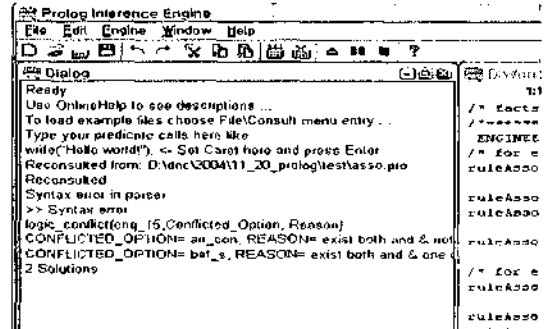 Prolog Inference Engine
File Edit Engine Window Help
Dialog
Ready
Use OnlineHelp to see descriptions ...
To load example files choose File\Consult menu entry ...
Type your predicate calls here like
write("Hello world!"). <- Set Caret here and press Enter
Reconsulted from: D:\doc\2004\11_20_prolog\test\asso.pro
Reconsulted
Syntax error in parser
>> Syntax error
logic_conflict(eng_15,Conflicted_Option, Reason)
CONFLICTED_OPTION= air_con, REASON= exist both and & not
CONFLICTED_OPTION= bat_s, REASON= exist both and & one
2 Solutions
1:1
/* facts
/*******
ENGINEE
/* for e
ruleAsso
ruleAsso
ruleAsso
ruleAsso
/* for e
ruleAsso
ruleAsso
ruleAsso